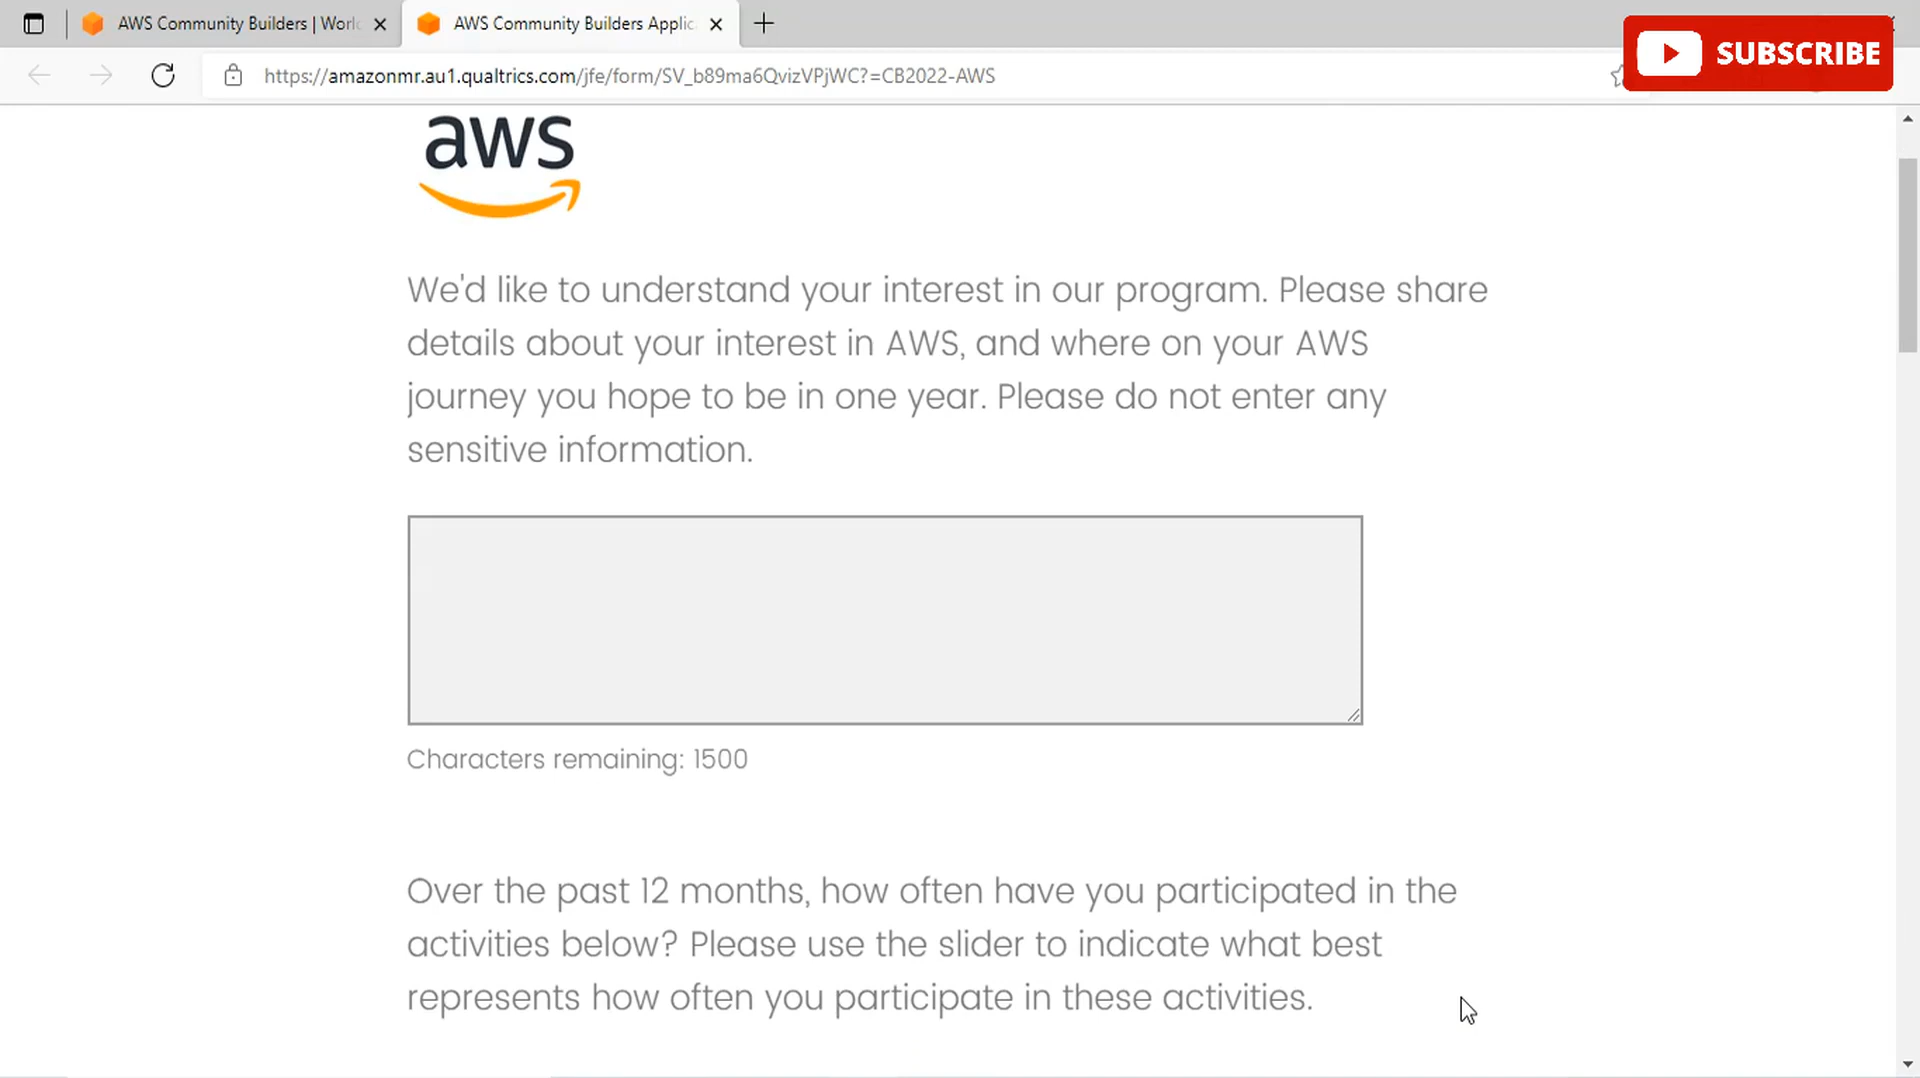 AWS Community Builders | Worl
AWS Community Builders Applic
https://amazonmr.au1.qualtrics.com/jfe/form/SV_b89ma6QvizVPjWC?=CB2022-AWS
SUBSCRIBE
aws
We'd like to understand your interest in our program. Please share
details about your interest in AWS, and where on your AWS
journey you hope to be in one year. Please do not enter any
sensitive information.
Characters remaining: 1500
Over the past 12 months, how often have you participated in the
activities below? Please use the slider to indicate what best
represents how often you participate in these activities.